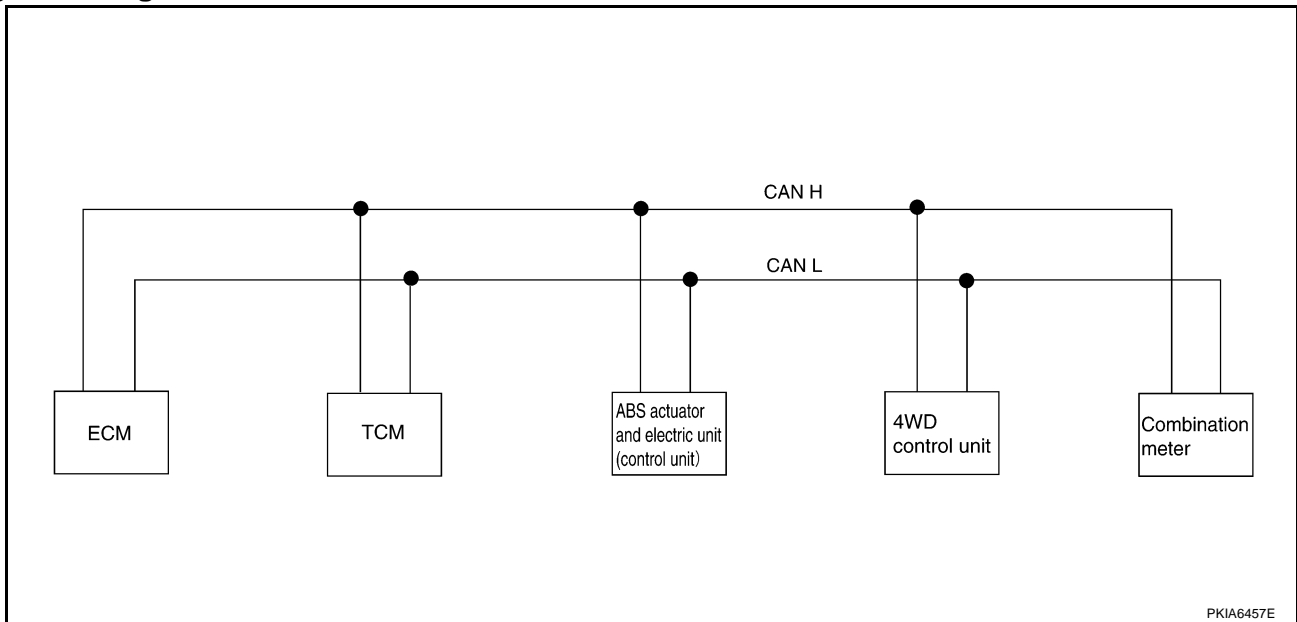 CAN H
CAN L
ECM
TCM
ABS actuator
and electric unit
(control unit)
4WD
control unit
Combination
meter
PKIA6457E